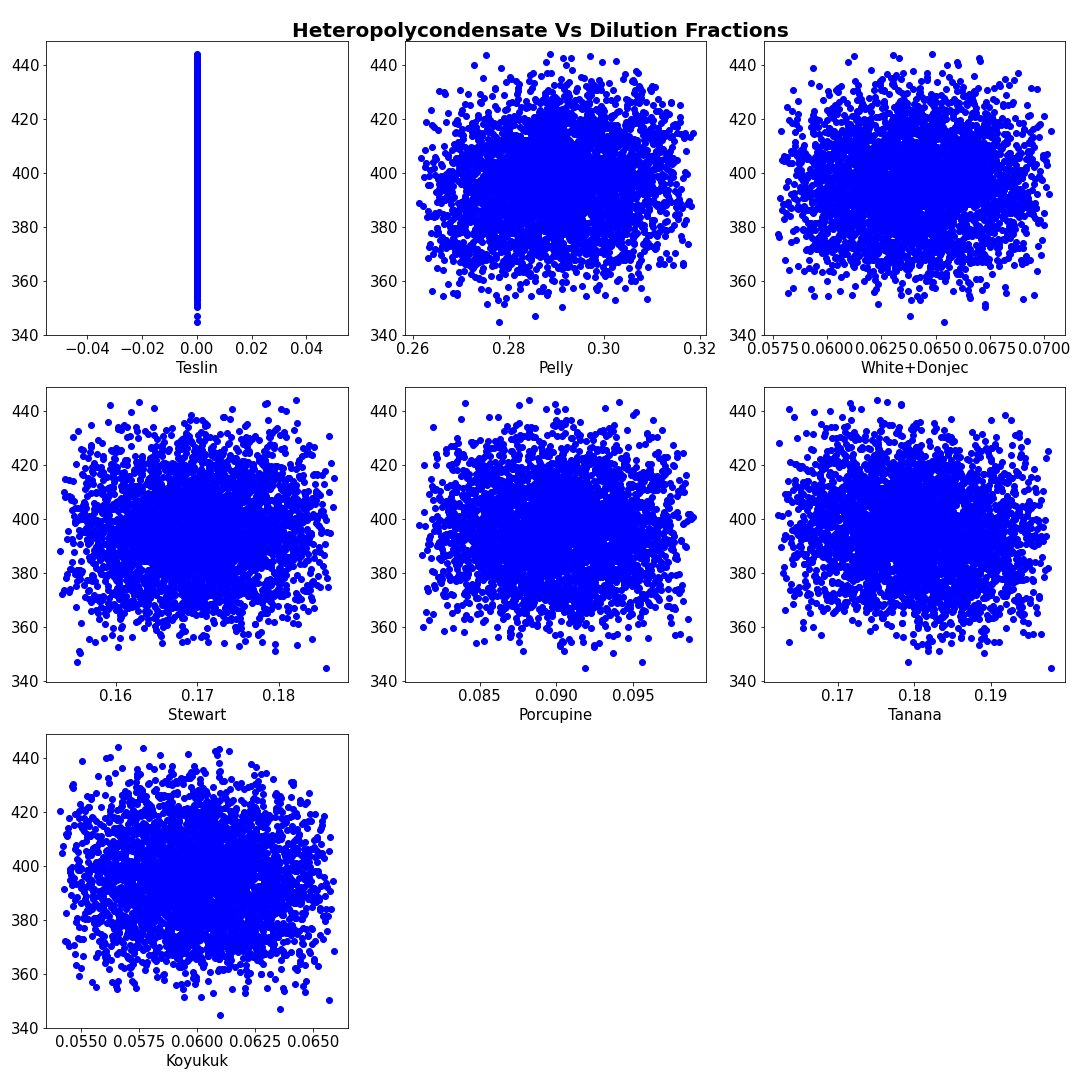 Heteropolycondensate Vs Dilution Fractions
440
420
400
380
360
340
−0.04 −0.02 0.00 0.02 0.04
Teslin
440
420
400
380
360
340
0.26 0.28 0.30 0.32
Pelly
440
420
400
380
360
340
0.0575 0.0600 0.0625 0.0650 0.0675 0.0700
White+Donjec
440
420
400
380
360
340
0.16 0.17 0.18
Stewart
440
420
400
380
360
340
0.085 0.090 0.095
Porcupine
440
420
400
380
360
340
0.17 0.18 0.19
Tanana
440
420
400
380
360
340
0.0550 0.0575 0.0600 0.0625 0.0650
Koyukuk